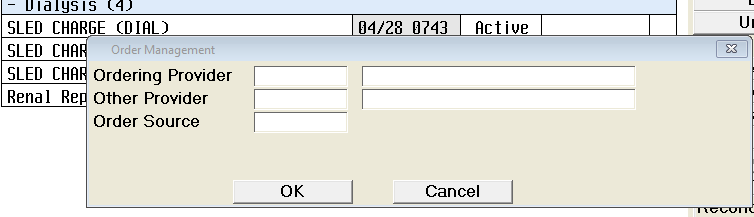 - Dialysis (4)
SLED CHARGE (DIAL) 04/28 0743 Active
Order Management
SLED CHAR
Ordering Provider
SLED CHAR
Other Provider
Renal Rep
Order Source
OK Cancel